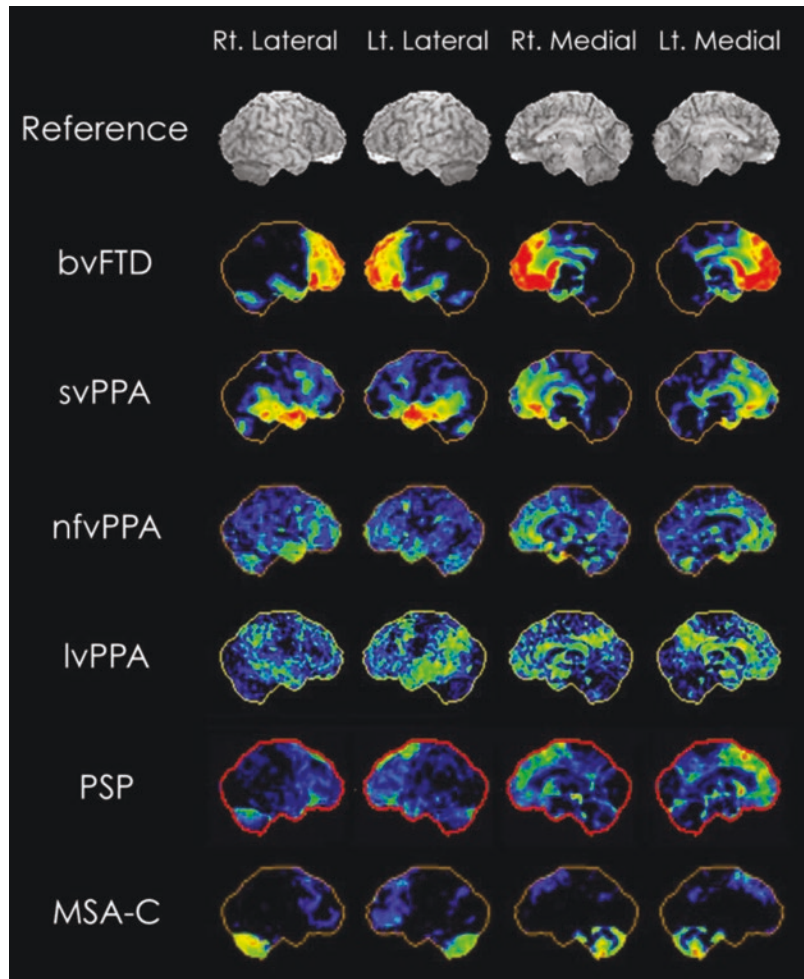 Rt. Lateral Lt. Lateral Rt. Medial Lt. Medial
Reference
bvFTD
svPPA
nfvPPA
lvPPA
PSP
MSA-C